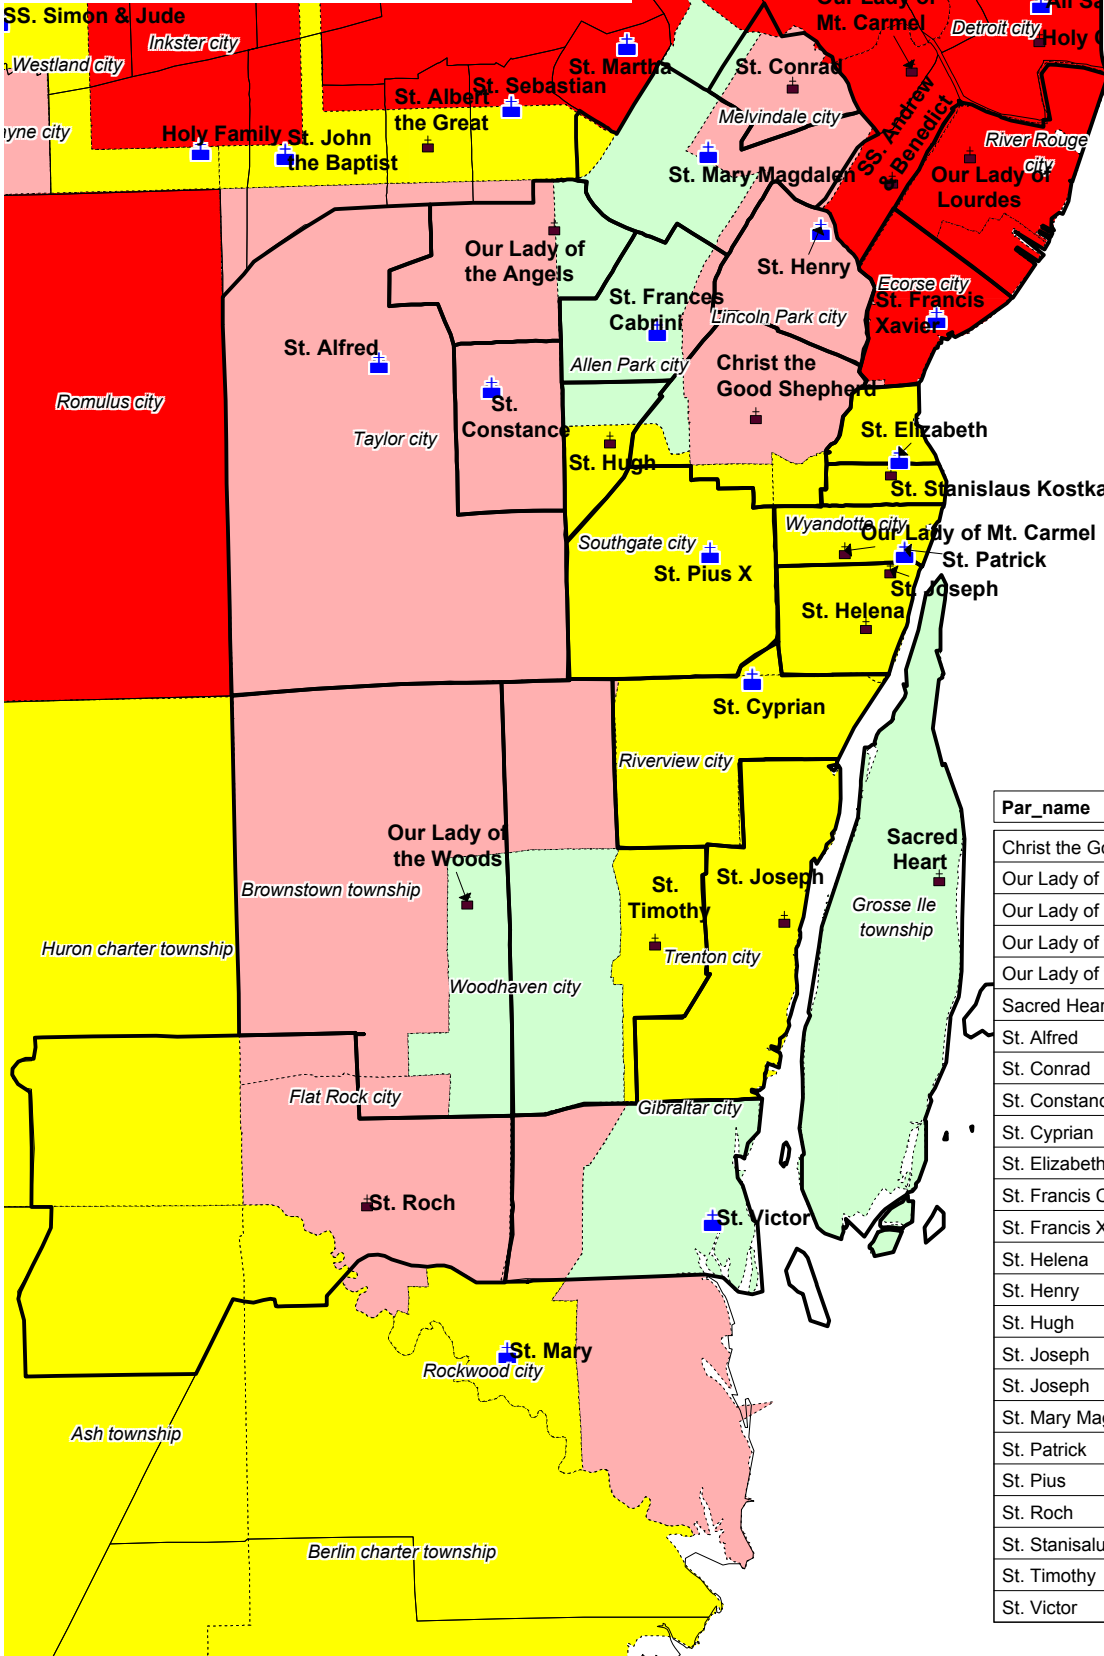 SS. Simon & Jude
Inkster city
Westland city
St. Martha
Our Lady of
Mt. Carmel
Detroit city
Holy
St. Conrad
St. Sebastian
St. Albert
the Great
Melvindale city
SS. Andrew
& Benedict
River Rouge
city
Holy Family
St. John
the Baptist
St. Mary Magdalen
Our Lady of
Lourdes
Our Lady of
the Angels
St. Henry
Ecorse city
St. Frances
Cabrini
Lincoln Park city
St. Francis
Xavier
St. Alfred
Allen Park city
Christ the
Good Shepherd
Romulus city
St.
Constance
Taylor city
St. Elizabeth
St. Hugh
St. Stanislaus Kostka
Wyandotte city
Our Lady of Mt. Carmel
Southgate city
St. Patrick
St. Pius X
St. Joseph
St. Helena
St. Cyprian
Riverview city
Our Lady of
the Woods
Sacred
Heart
St.
Timothy
St. Joseph
Brownstown township
Grosse Ile
township
Huron charter township
Trenton city
Woodhaven city
Flat Rock city
Gibraltar city
St. Roch
St. Victor
St. Mary
Rockwood city
Ash township
Berlin charter township
Par_name
Christ the Go
Our Lady of
Our Lady of
Our Lady of
Our Lady of
Sacred Hear
St. Alfred
St. Conrad
St. Constanc
St. Cyprian
St. Elizabeth
St. Francis C
St. Francis X
St. Helena
St. Henry
St. Hugh
St. Joseph
St. Joseph
St. Mary Mag
St. Patrick
St. Pius
St. Roch
St. Stanisalu
St. Timothy
St. Victor